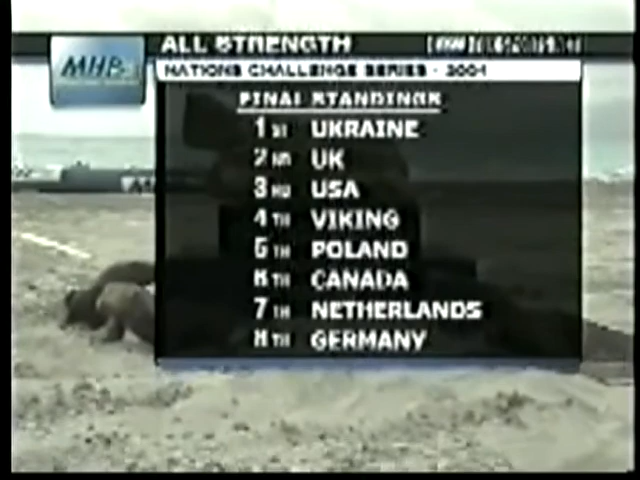 MHP
ALL STRENGTH
NATIONS CHALLENGE SERIES - 2004
FINAL STANDINGS
1ST UKRAINE
2ND UK
3RD USA
4TH VIKING
5TH POLAND
6TH CANADA
7TH NETHERLANDS
8TH GERMANY